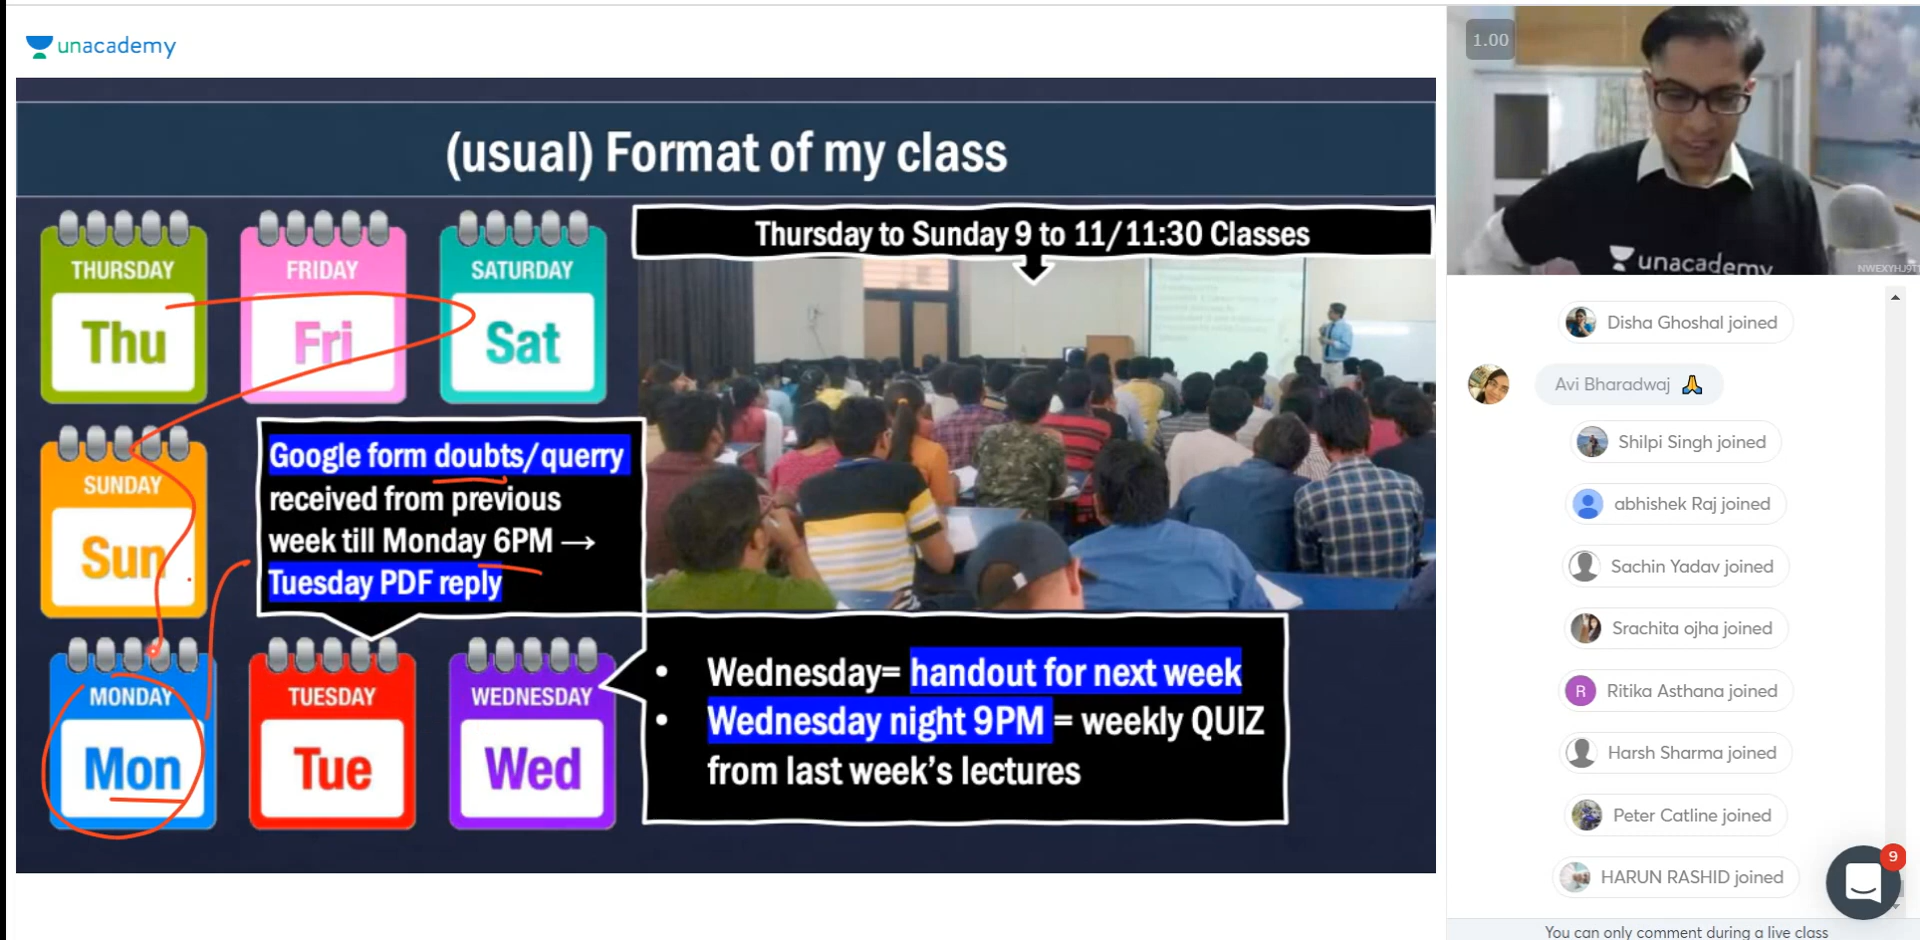 unacademy
(usual) Format of my class
THURSDAY
Thu
FRIDAY
Fri
SATURDAY
Sat
Thursday to Sunday 9 to 11/11:30 Classes
SUNDAY
Sun
Google form doubts/querry
received from previous
week till Monday 6PM →
Tuesday PDF reply
MONDAY
Mon
TUESDAY
Tue
WEDNESDAY
Wed
• Wednesday= handout for next week
• Wednesday night 9PM = weekly QUIZ
from last week's lectures
1.00
unacademy
Disha Ghoshal joined
Avi Bharadwaj 🙏
Shilpi Singh joined
abhishek Raj joined
Sachin Yadav joined
Srachita ojha joined
R Ritika Asthana joined
Harsh Sharma joined
Peter Catline joined
HARUN RASHID joined
9
You can only comment during a live class